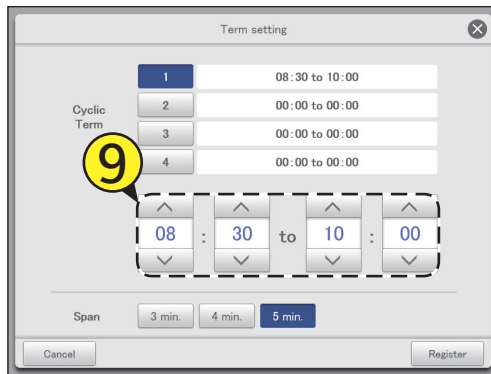 Term setting
1 08:30 to 10:00
Cyclic Term
2 00:00 to 00:00
3 00:00 to 00:00
4 00:00 to 00:00
9
08 : 30 to 10 : 00
Span 3 min. 4 min. 5 min.
Cancel Register